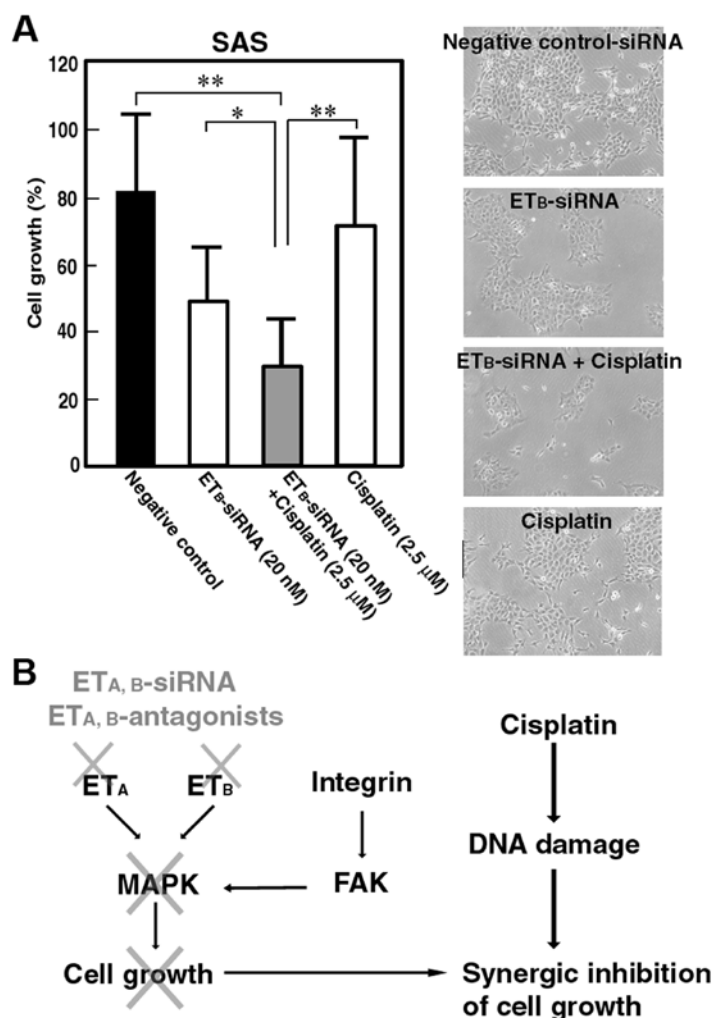 A
SAS
120
100
80
60
40
20
0
Cell growth (%)
**
*
**
Negative control
ETB-siRNA (20 nM)
ETB-siRNA (20 nM)
+Cisplatin (2.5 μM)
Cisplatin (2.5 μM)
Negative control-siRNA
ETB-siRNA
ETB-siRNA + Cisplatin
Cisplatin
B
ETA, B-siRNA
ETA, B-antagonists
ETA
ETB
Integrin
Cisplatin
MAPK
FAK
DNA damage
Cell growth
Synergic inhibition
of cell growth